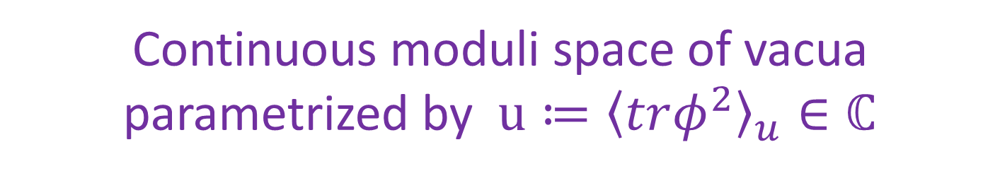 Continuous moduli space of vacua
parametrized by u ≔ ⟨trϕ²⟩ᵤ ∈ ℂ